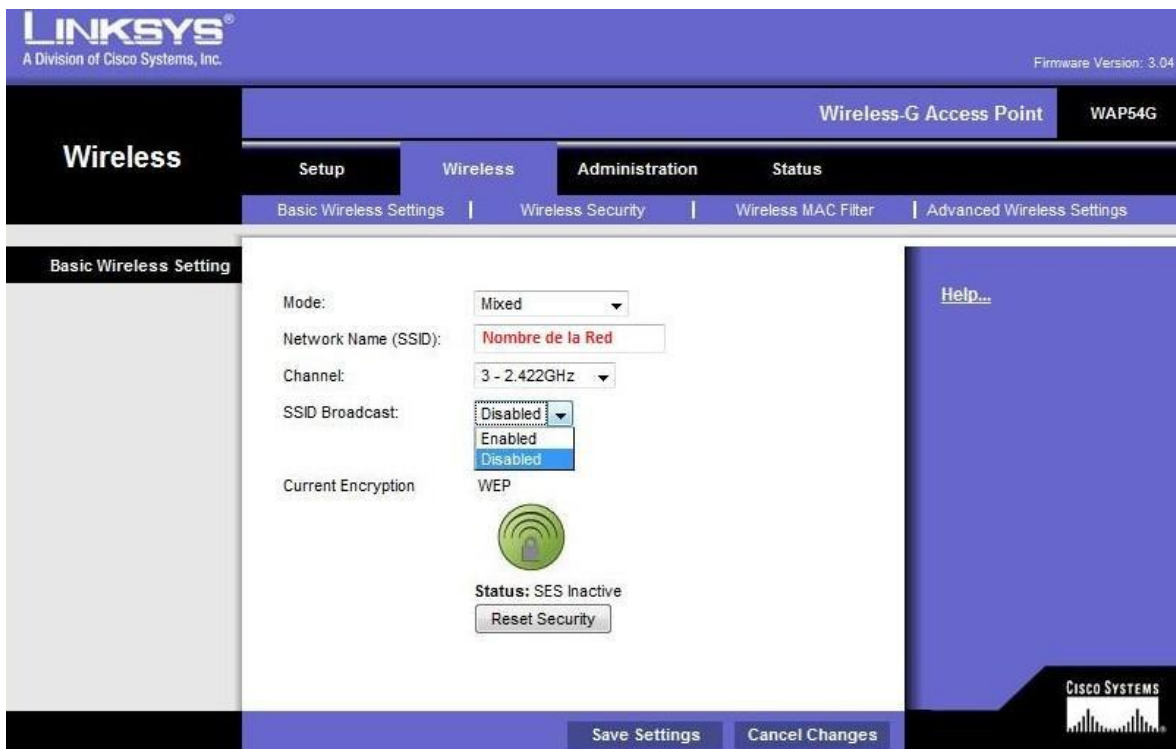 LINKSYS®
A Division of Cisco Systems, Inc.
Firmware Version: 3.04
Wireless-G Access Point WAP54G
Wireless
Setup Wireless Administration Status
Basic Wireless Settings | Wireless Security | Wireless MAC Filter | Advanced Wireless Settings
Basic Wireless Setting
Help...
Mode: Mixed
Network Name (SSID): Nombre de la Red
Channel: 3 - 2.422GHz
SSID Broadcast: Disabled
Enabled
Disabled
Current Encryption WEP
Status: SES Inactive
Reset Security
CISCO SYSTEMS
Save Settings Cancel Changes